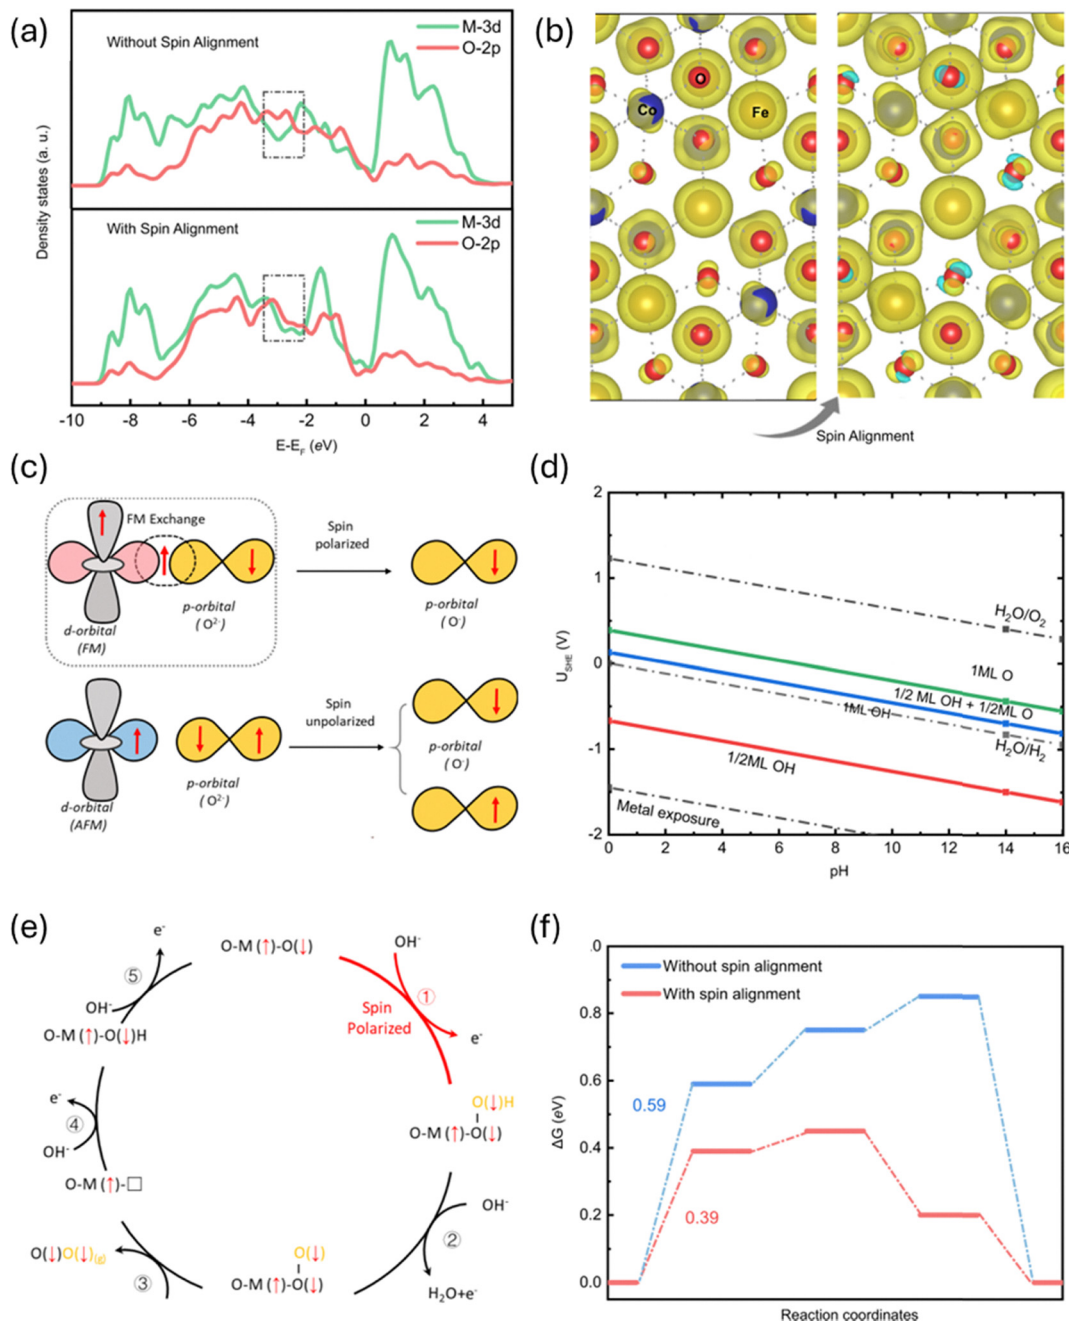 (a)
Without Spin Alignment
M-3d
O-2p
With Spin Alignment
M-3d
O-2p
Density states (a. u.)
-10 -8 -6 -4 -2 0 2 4
E-E_F (eV)
(b)
O
Co
Fe
Spin Alignment
(c)
FM Exchange
↑
↑
↓
p-orbital
(O²⁻)
d-orbital
(FM)
Spin
polarized
↓
p-orbital
(O⁻)
↑
↓ ↑
p-orbital
(O²⁻)
d-orbital
(AFM)
Spin
unpolarized
↓
p-orbital
(O⁻)
↑
(d)
2
1
0
-1
-2
U_SHE (V)
H₂O/O₂
1ML O
1/2 ML OH + 1/2ML O
1ML OH
H₂O/H₂
1/2ML OH
Metal exposure
0 2 4 6 8 10 12 14 16
pH
(e)
O-M(↑)-O(↓)
OH⁻
①
Spin
Polarized
e⁻
O(↓)H
O-M(↑)-O(↓)
OH⁻
②
H₂O+e⁻
O(↓)
O-M(↑)-O(↓)
③
O(↓)O(↓)(g)
O-M(↑)-□
OH⁻
④
e⁻
O-M(↑)-O(↓)H
OH⁻
⑤
e⁻
(f)
.0
0.8
0.6
0.4
0.2
0.0
ΔG (eV)
Without spin alignment
With spin alignment
0.59
0.39
Reaction coordinates